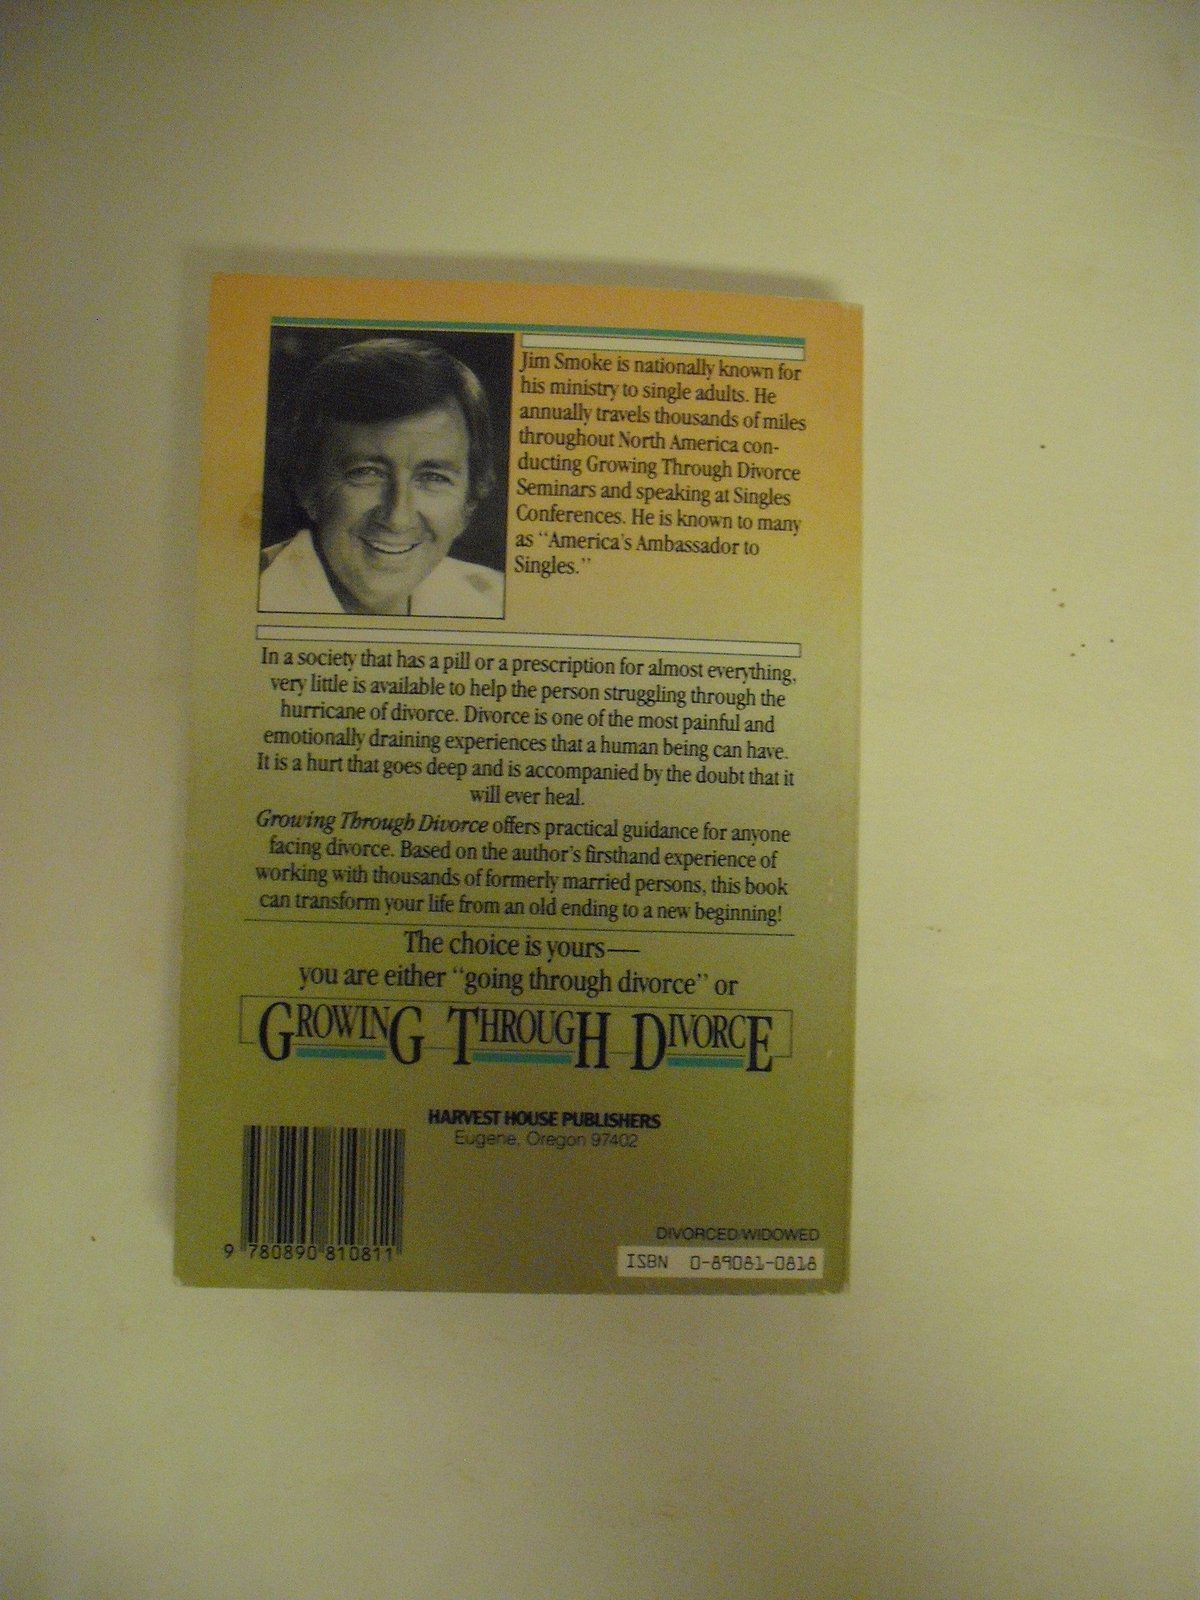 Jim Smoke is nationally known for
his ministry to single adults. He
annually travels thousands of miles
throughout North America con-
ducting Growing Through Divorce
Seminars and speaking at Singles
Conferences. He is known to many
as "America's Ambassador to
Singles."
In a society that has a pill or a prescription for almost everything,
very little is available to help the person struggling through the
hurricane of divorce. Divorce is one of the most painful and
emotionally draining experiences that a human being can have.
It is a hurt that goes deep and is accompanied by the doubt that it
will ever heal.
Growing Through Divorce offers practical guidance for anyone
facing divorce. Based on the author's firsthand experience of
working with thousands of formerly married persons, this book
can transform your life from an old ending to a new beginning!
The choice is yours—
you are either "going through divorce" or
GROWING THROUGH DIVORCE
HARVEST HOUSE PUBLISHERS
Eugene, Oregon 97402
9 780890 810811
DIVORCED/WIDOWED
ISBN 0-89081-0818